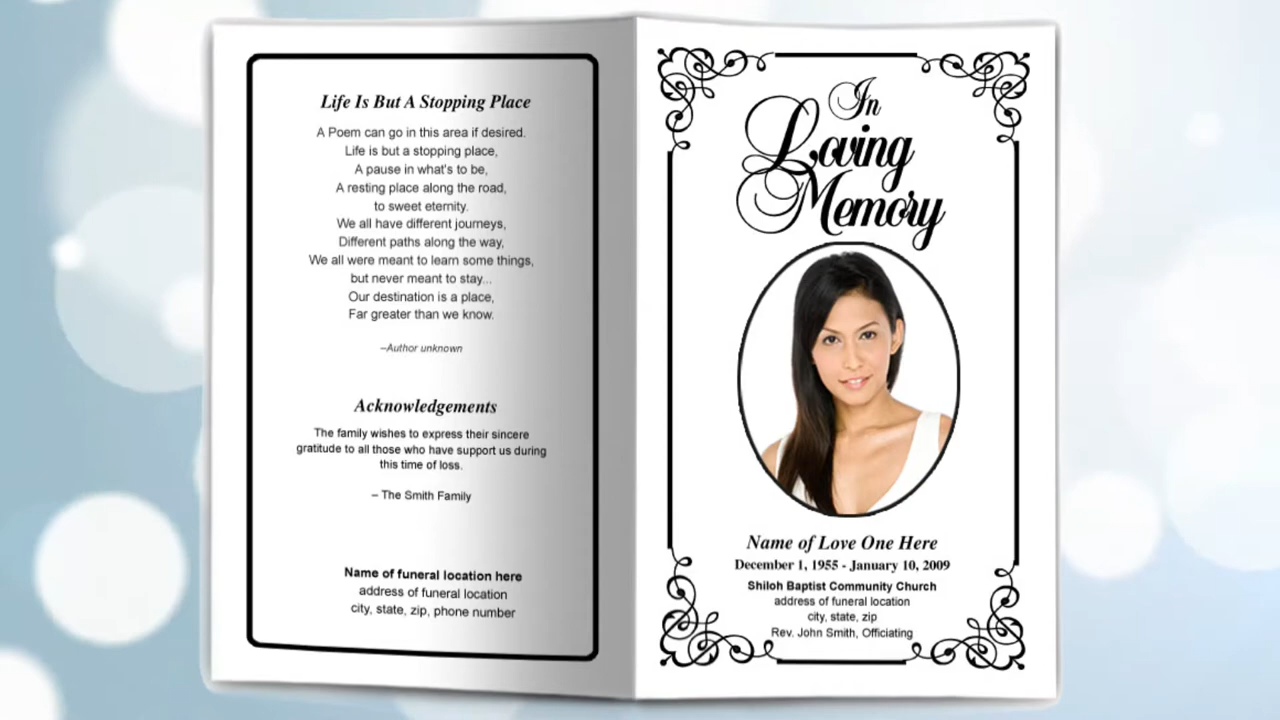 Life Is But A Stopping Place
A Poem can go in this area if desired.
Life is but a stopping place,
A pause in what's to be,
A resting place along the road,
to sweet eternity.
We all have different journeys,
Different paths along the way,
We all were meant to learn some things,
but never meant to stay...
Our destination is a place,
Far greater than we know.
–Author unknown
Acknowledgements
The family wishes to express their sincere
gratitude to all those who have support us during
this time of loss.
– The Smith Family
Name of funeral location here
address of funeral location
city, state, zip, phone number
In
Loving
Memory
Name of Love One Here
December 1, 1955 - January 10, 2009
Shiloh Baptist Community Church
address of funeral location
city, state, zip
Rev. John Smith, Officiating